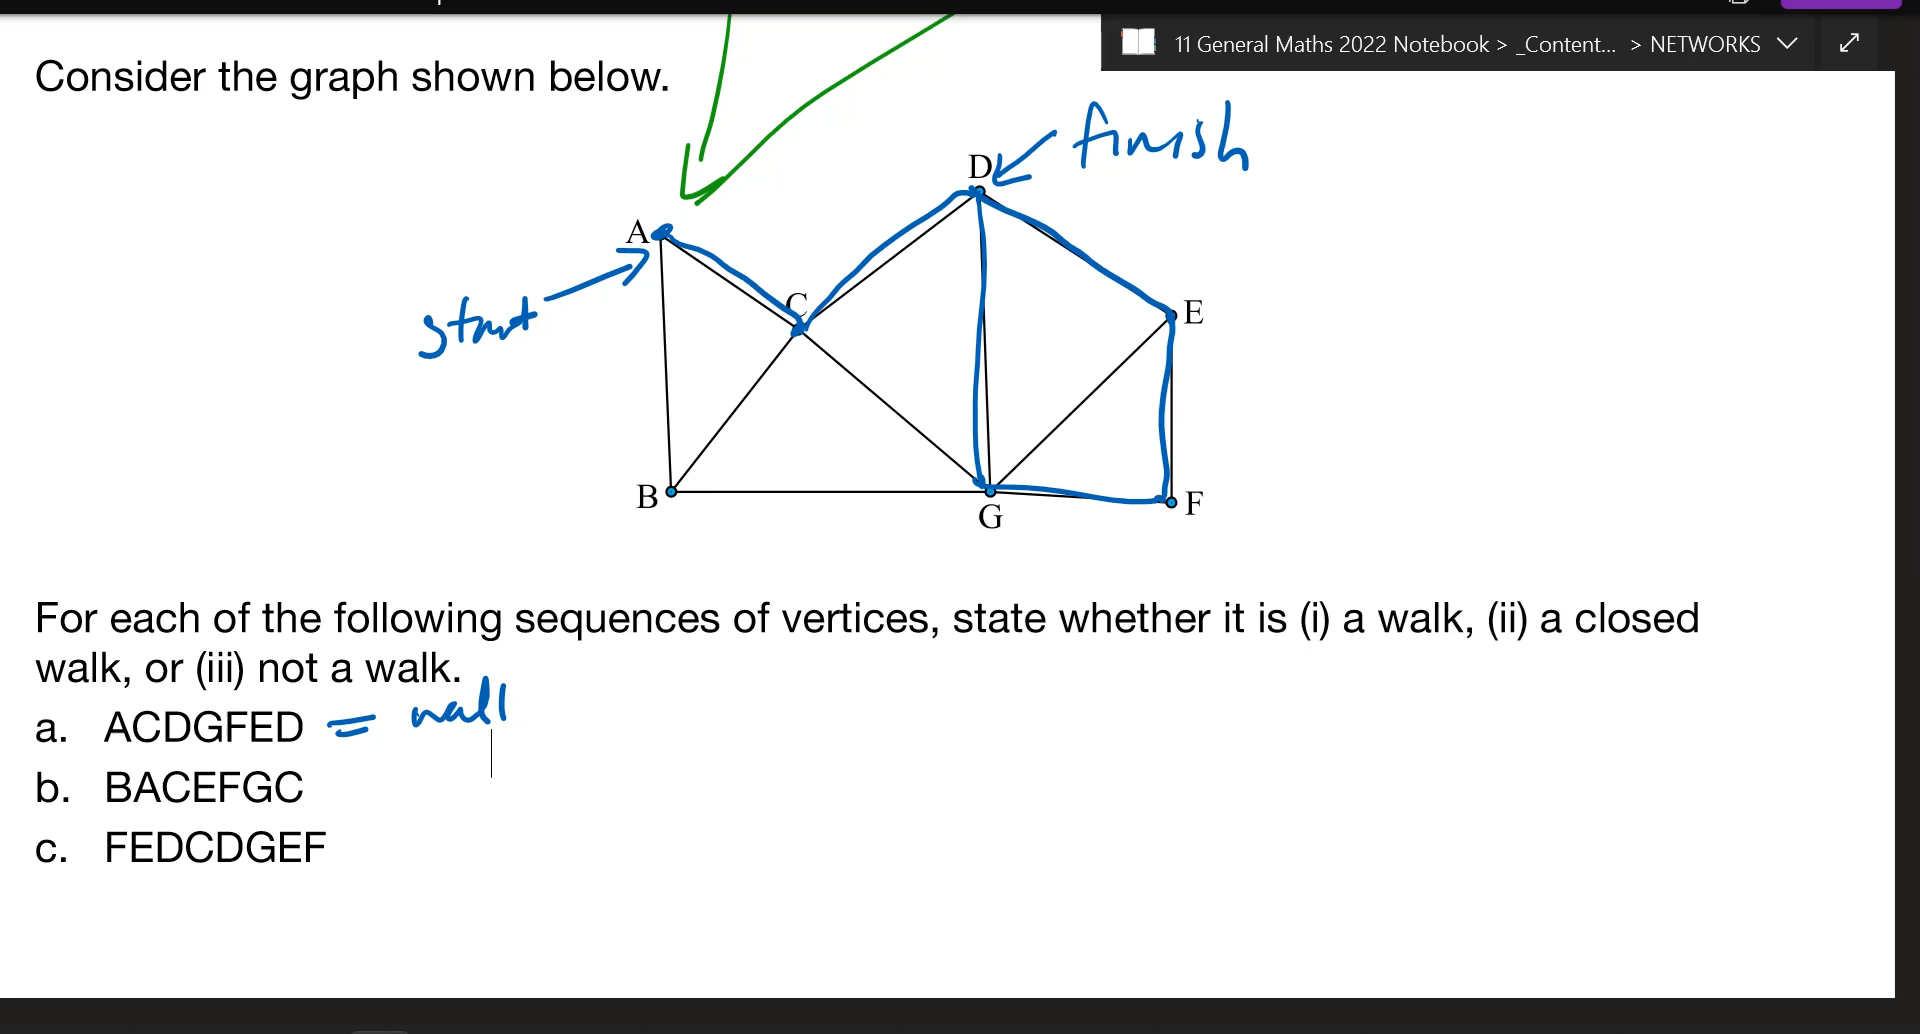 11 General Maths 2022 Notebook > _Content... > NETWORKS
Consider the graph shown below.
finish
D
A
start
C
E
B
G
F
For each of the following sequences of vertices, state whether it is (i) a walk, (ii) a closed
walk, or (iii) not a walk.
a. ACDGFED = wal
b. BACEFGC
c. FEDCDGEF